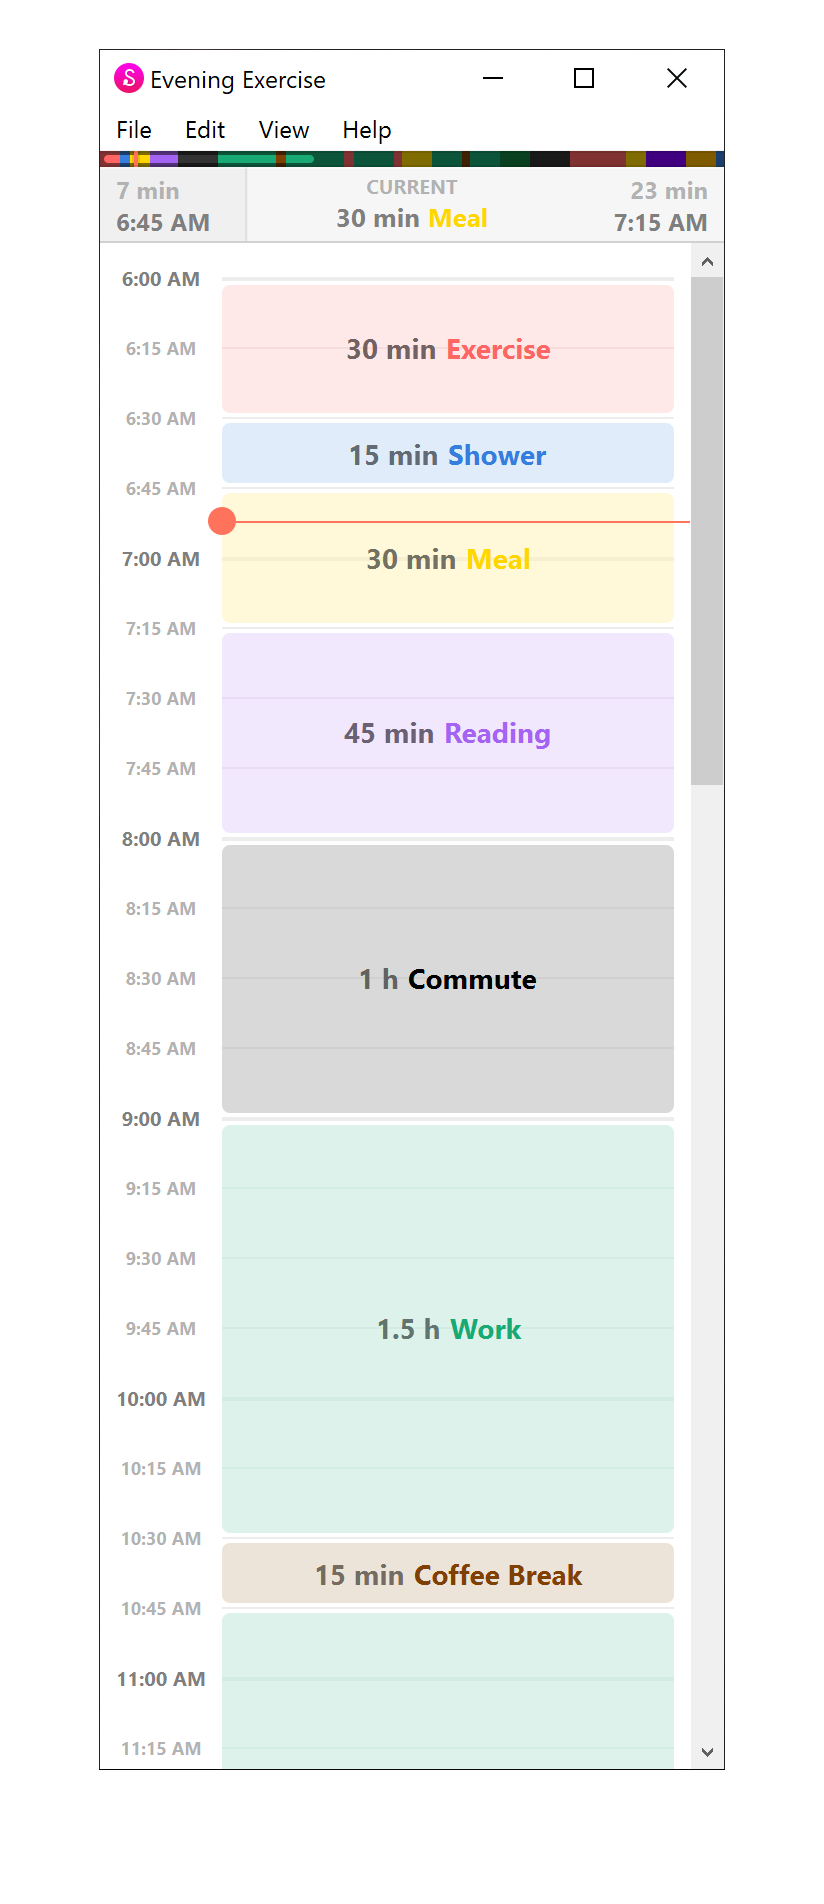 S Evening Exercise
File Edit View Help
7 min CURRENT 23 min
6:45 AM 30 min Meal 7:15 AM
6:00 AM
6:15 AM 30 min Exercise
6:30 AM
15 min Shower
6:45 AM
7:00 AM 30 min Meal
7:15 AM
7:30 AM
45 min Reading
7:45 AM
8:00 AM
8:15 AM
8:30 AM 1 h Commute
8:45 AM
9:00 AM
9:15 AM
9:30 AM
9:45 AM 1.5 h Work
10:00 AM
10:15 AM
10:30 AM
15 min Coffee Break
10:45 AM
11:00 AM
11:15 AM